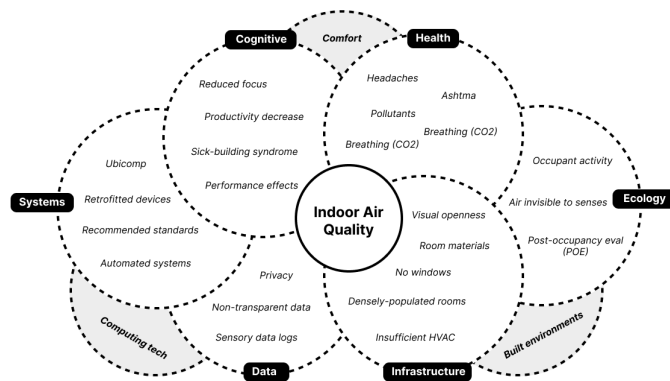 Cognitive
Comfort
Health
Reduced focus
Productivity decrease
Sick-building syndrome
Performance effects
Headaches
Ashtma
Pollutants
Breathing (CO2)
Breathing (CO2)
Systems
Ubicomp
Retrofitted devices
Recommended standards
Automated systems
Indoor Air
Quality
Ecology
Occupant activity
Air invisible to senses
Post-occupancy eval
(POE)
Visual openness
Room materials
No windows
Densely-populated rooms
Insufficient HVAC
Privacy
Non-transparent data
Sensory data logs
Computing tech
Built environments
Data
Infrastructure